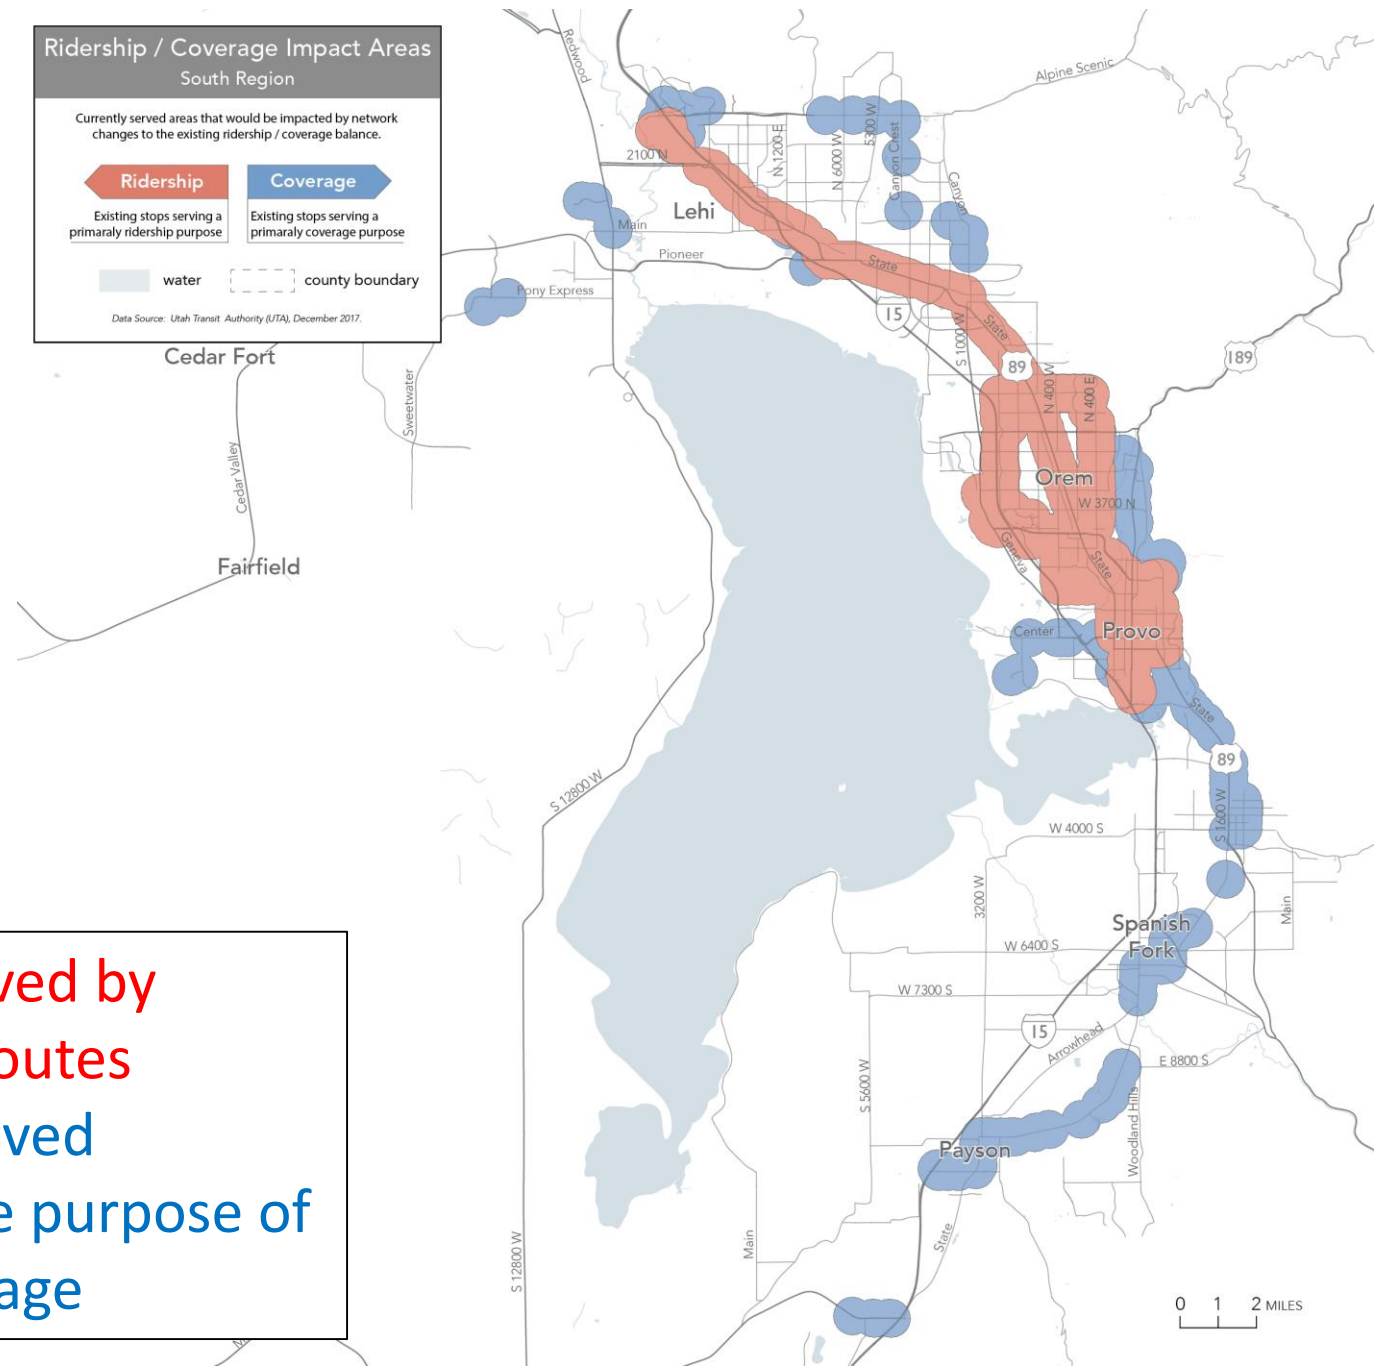 Ridership / Coverage Impact Areas
South Region
Currently served areas that would be impacted by network
changes to the existing ridership / coverage balance.
Ridership
Coverage
Existing stops serving a
primaraly ridership purpose
Existing stops serving a
primaraly coverage purpose
water
county boundary
Data Source: Utah Transit Authority (UTA), December 2017.
Redwood
Alpine Scenic
2100 N
N 1200 E
N 6000 W
5300 W
Canyon Crest
Canyon
Lehi
Main
Pioneer
State
Pony Express
15
S 1000 W
State
89
189
N 400 W
N 400 E
Cedar Fort
Sweetwater
Cedar Valley
Orem
W 3700 N
Geneva
State
Fairfield
Center
Provo
State
89
S 12800 W
S 1600 W
W 4000 S
3200 W
Main
Spanish
Fork
W 6400 S
W 7300 S
15
Arrowhead
E 8800 S
S 5600 W
Woodland Hills
Payson
State
Main
S 12800 W
ved by
outes
ved
e purpose of
age
0 1 2 MILES